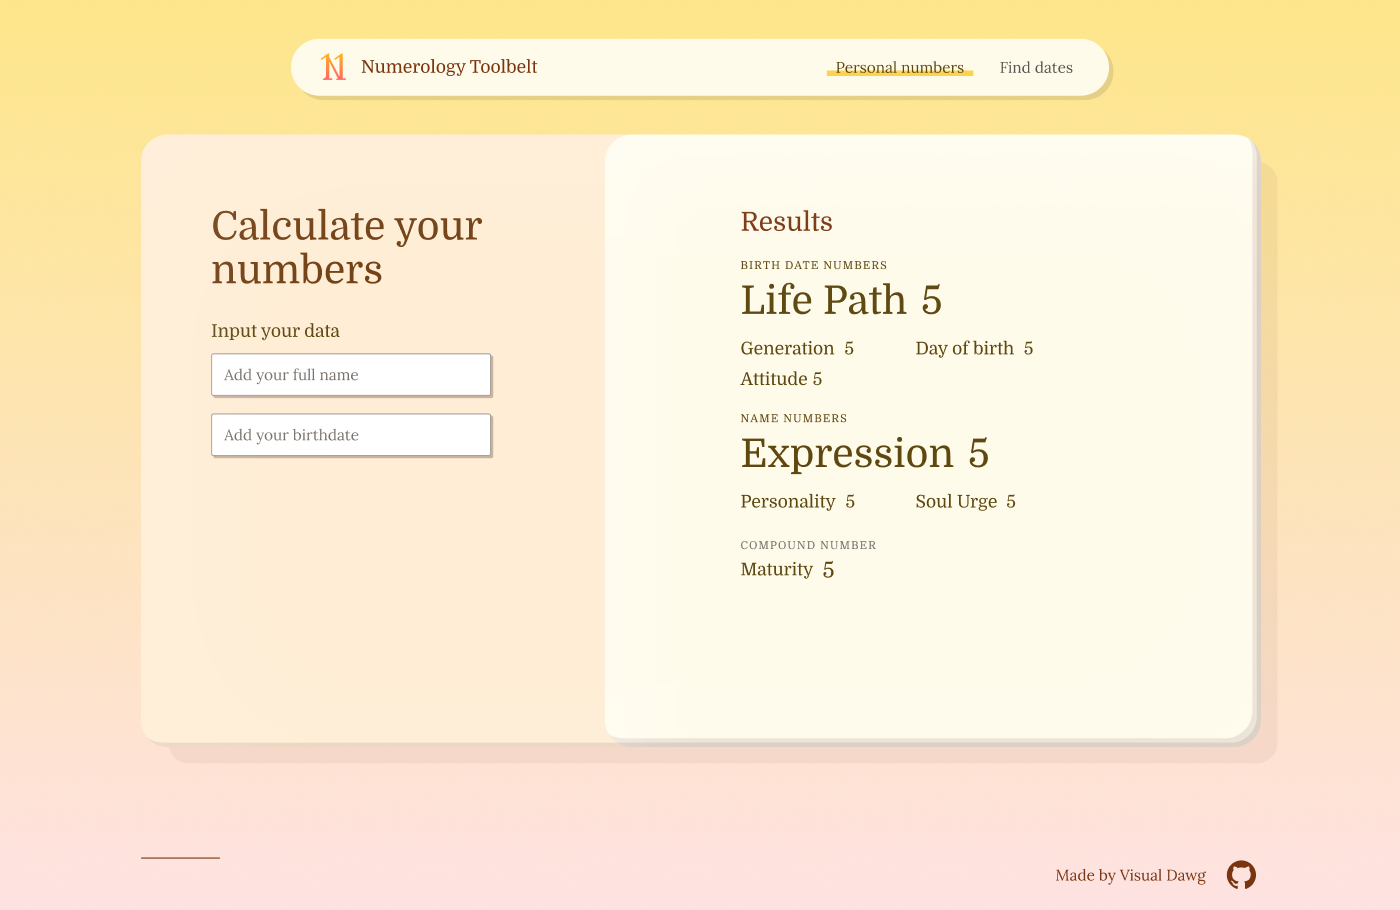 Numerology Toolbelt
Personal numbers
Find dates
Calculate your
numbers
Input your data
Add your full name
Add your birthdate
Results
BIRTH DATE NUMBERS
Life Path 5
Generation 5
Day of birth 5
Attitude 5
NAME NUMBERS
Expression 5
Personality 5
Soul Urge 5
COMPOUND NUMBER
Maturity 5
Made by Visual Dawg